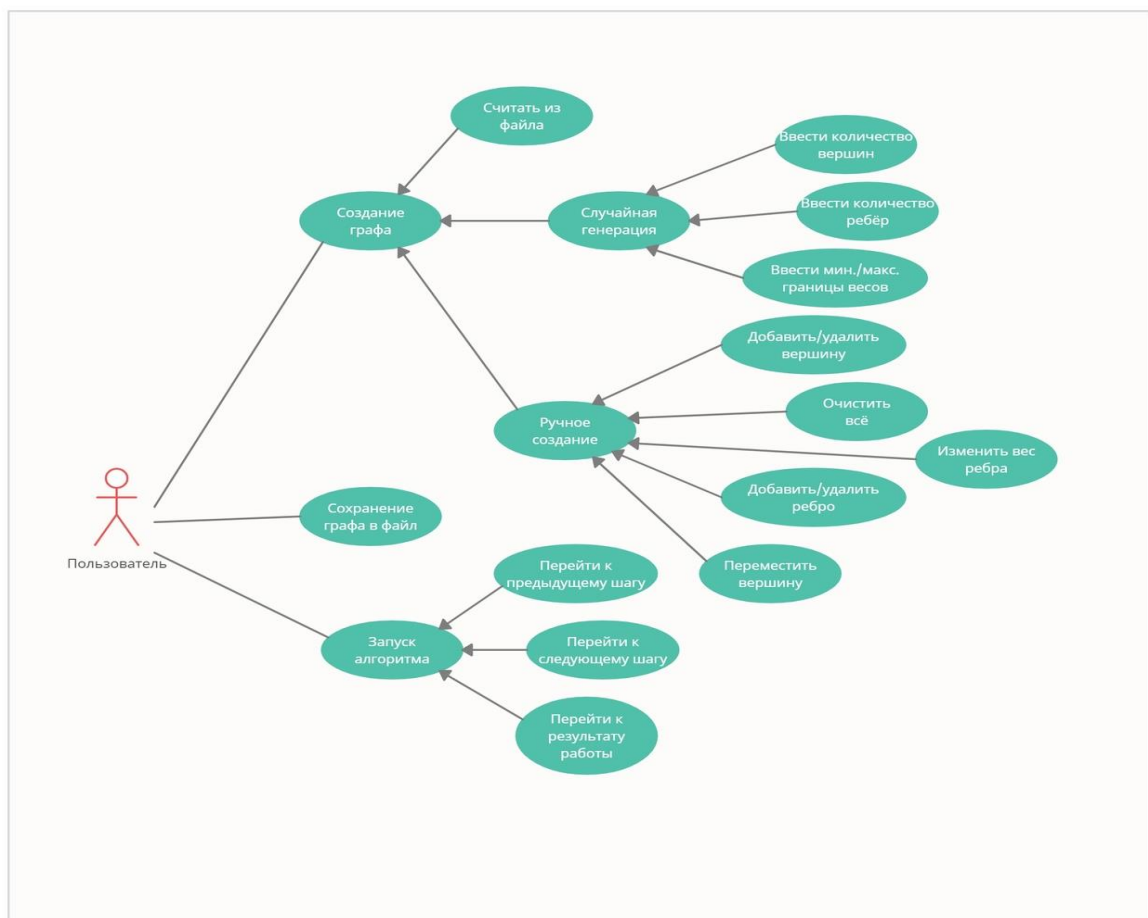 Считать из
файла
Ввести количество
вершин
Создание
графа
Случайная
генерация
Ввести количество
ребёр
Ввести мин./макс.
границы весов
Добавить/удалить
вершину
Очистить
всё
Ручное
создание
Изменить вес
ребра
Добавить/удалить
ребро
Сохранение
графа в файл
Пользователь
Перейти к
предыдущему шагу
Переместить
вершину
Запуск
алгоритма
Перейти к
следующему шагу
Перейти к
результату
работы